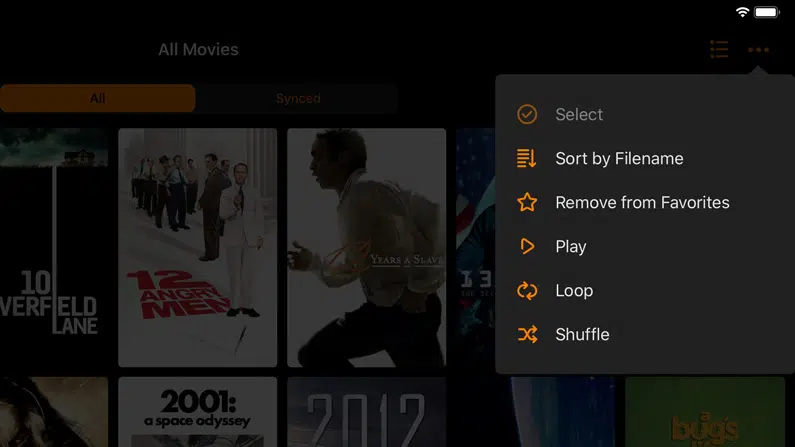 All Movies
All
Synced
Select
Sort by Filename
Remove from Favorites
Play
Loop
Shuffle
10
VERFIELD
LANE
12
ANGRY
MEN
YEARS A SLAVE
13
2001:
a space odyssey
2012
a
bug's